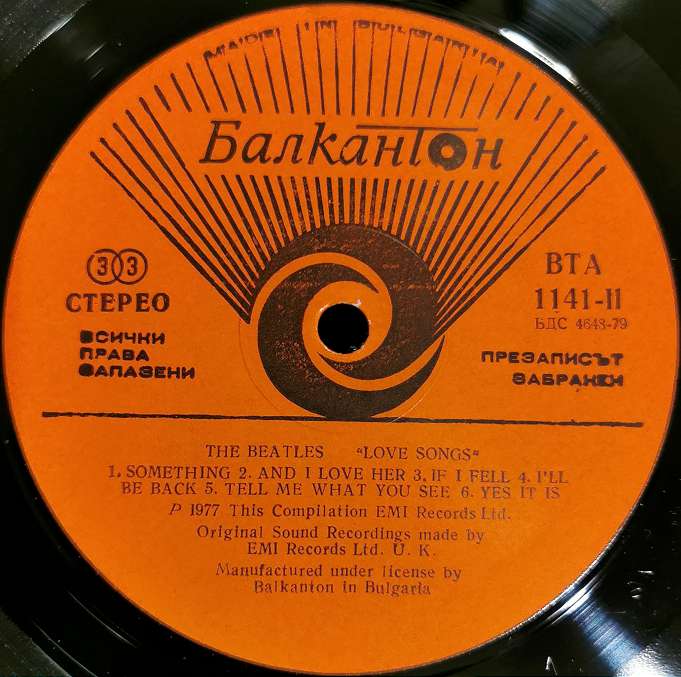 MADE IN BULGARIA
Балкантон
33
СТЕРЕО
ВТА
1141-II
БДС 4643-79
ВСИЧКИ
ПРАВА
ЗАПАЗЕНИ
ПРЕЗАПИСЪТ
ЗАБРАНЕН
THE BEATLES "LOVE SONGS"
1. SOMETHING 2. AND I LOVE HER 3. IF I FELL 4. I'LL
BE BACK 5. TELL ME WHAT YOU SEE 6. YES IT IS
P 1977 This Compilation EMI Records Ltd.
Original Sound Recordings made by
EMI Records Ltd. U. K.
Manufactured under license by
Balkanton in Bulgaria